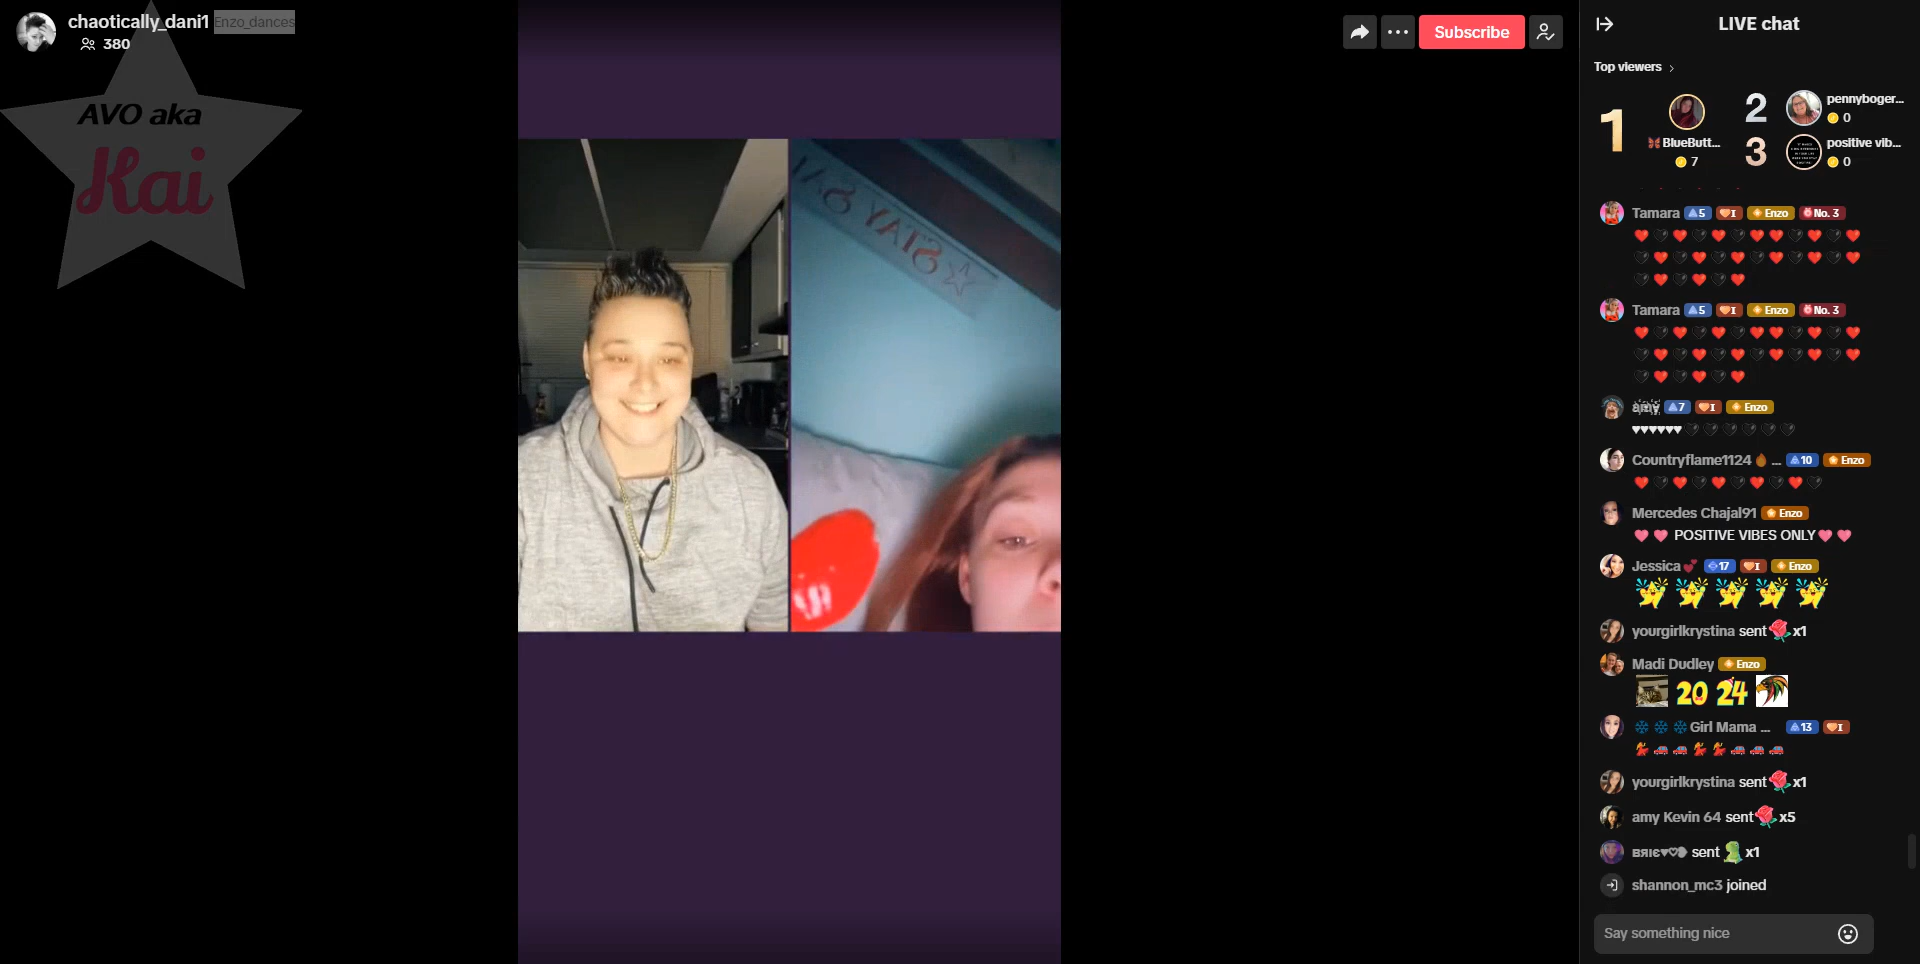 chaotically_dani1 Enzo_dances
380
AVO aka
Kai
Subscribe
LIVE chat
Top viewers
1
BlueButt...
7
2
pennyboger...
0
3
positive vib...
0
Tamara 5 I Enzo No. 3
Tamara 5 I Enzo No. 3
amy 7 I Enzo
Countryflame1124 ... 10 Enzo
Mercedes Chajal91 Enzo
POSITIVE VIBES ONLY
Jessica 17 I Enzo
yourgirlkrystina sent x1
Madi Dudley Enzo
20 24
Girl Mama ... 13 I
yourgirlkrystina sent x1
amy Kevin 64 sent x5
вяιє sent x1
shannon_mc3 joined
Say something nice
STAY